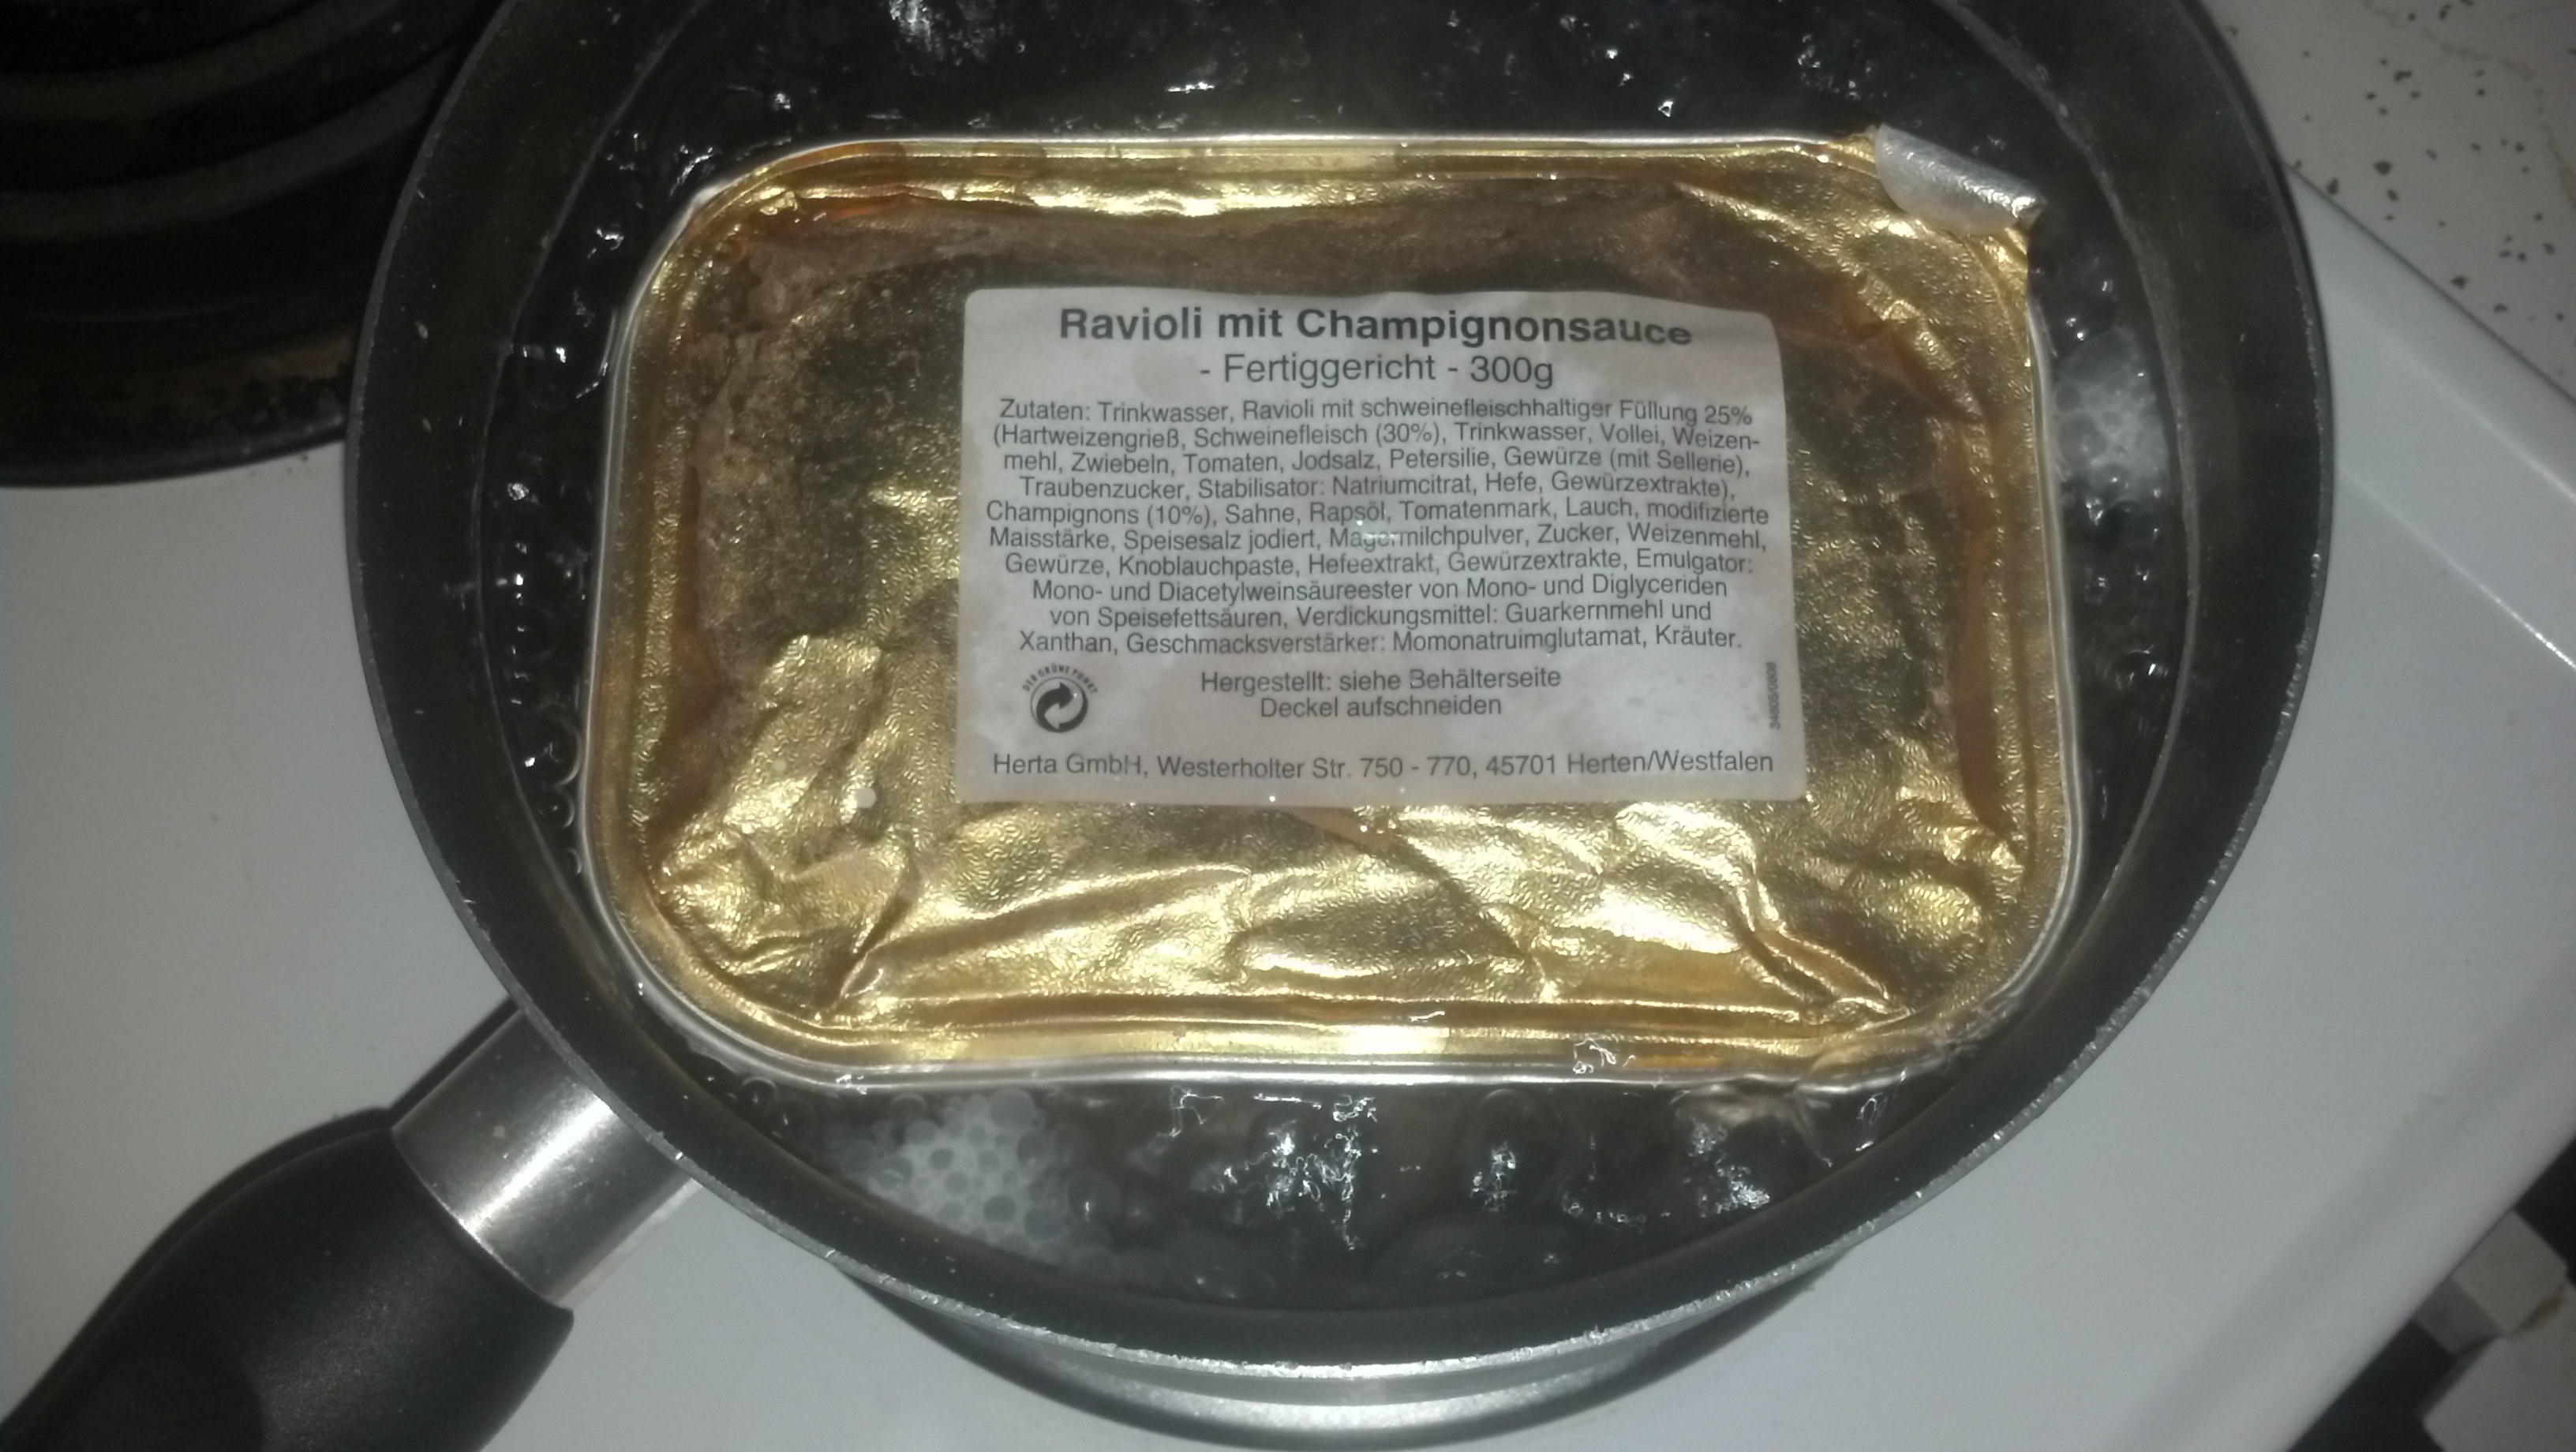 Ravioli mit Champignonsauce
- Fertiggericht - 300g
Zutaten: Trinkwasser, Ravioli mit schweinefleischhaltiger Füllung 25%
(Hartweizengrieß, Schweinefleisch (30%), Trinkwasser, Vollei, Weizen-
mehl, Zwiebeln, Tomaten, Jodsalz, Petersilie, Gewürze (mit Sellerie),
Traubenzucker, Stabilisator: Natriumcitrat, Hefe, Gewürzextrakte),
Champignons (10%), Sahne, Rapsöl, Tomatenmark, Lauch, modifizierte
Maisstärke, Speisesalz jodiert, Magermilchpulver, Zucker, Weizenmehl,
Gewürze, Knoblauchpaste, Hefeextrakt, Gewürzextrakte, Emulgator:
Mono- und Diacetylweinsäureester von Mono- und Diglyceriden
von Speisefettsäuren, Verdickungsmittel: Guarkernmehl und
Xanthan, Geschmacksverstärker: Momonatruimglutamat, Kräuter.
DER GRÜNE PUNKT
Hergestellt: siehe Behälterseite
Deckel aufschneiden
Herta GmbH, Westerholter Str. 750 - 770, 45701 Herten/Westfalen